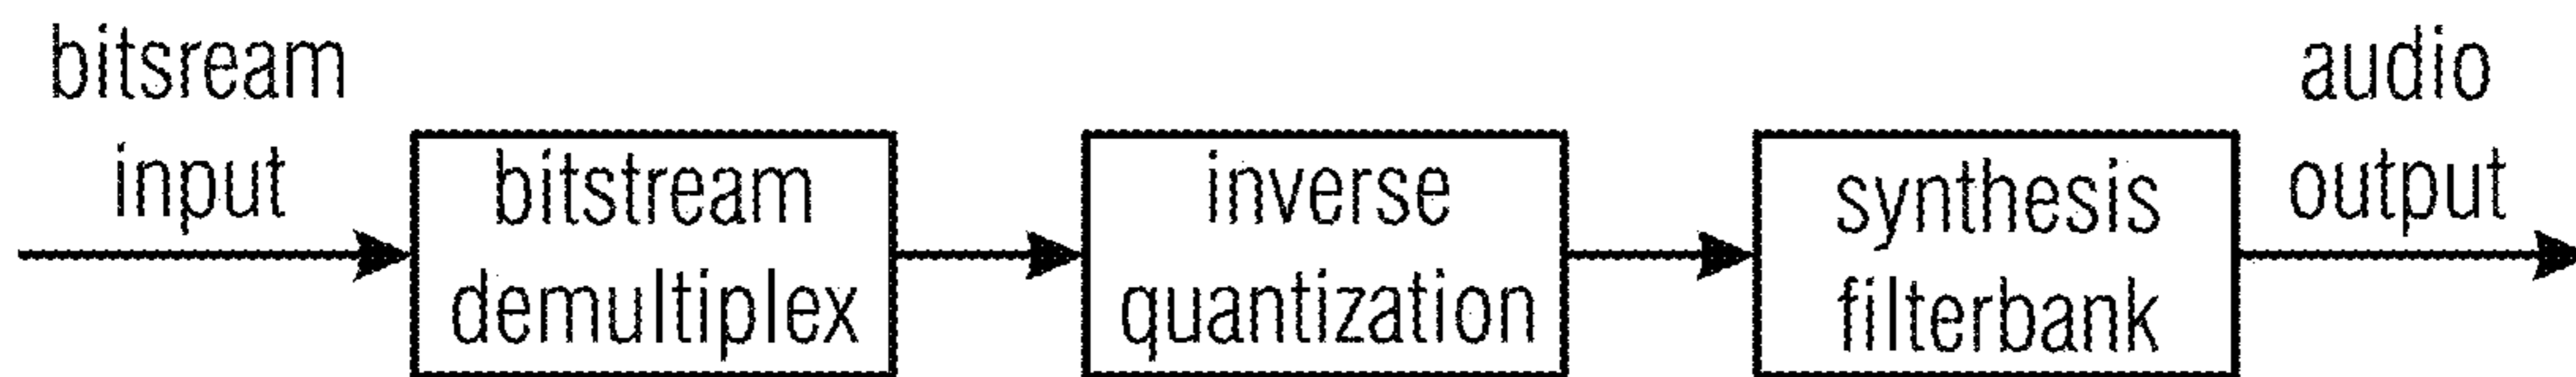 bitsream
input
bitstream
demultiplex
inverse
quantization
synthesis
filterbank
audio
output